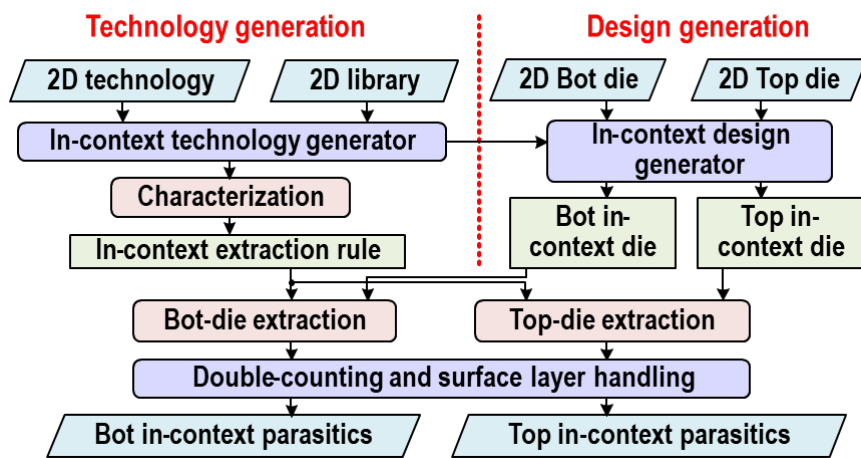 Technology generation
Design generation
2D technology
2D library
2D Bot die
2D Top die
In-context technology generator
In-context design
generator
Characterization
Bot in-
context die
Top in-
context die
In-context extraction rule
Bot-die extraction
Top-die extraction
Double-counting and surface layer handling
Bot in-context parasitics
Top in-context parasitics